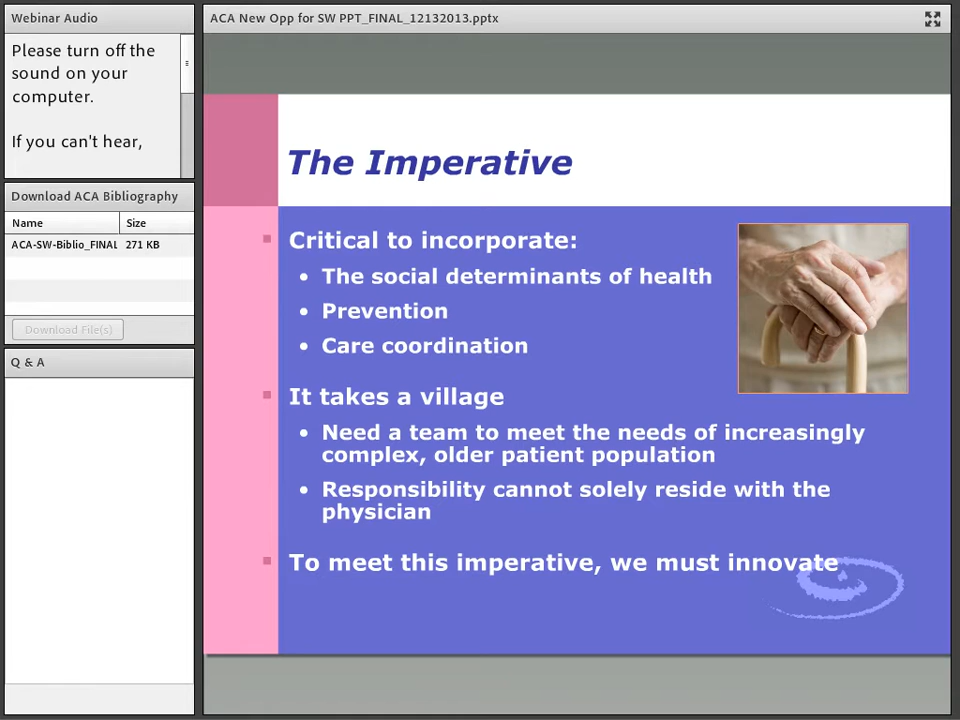 Webinar Audio
Please turn off the
sound on your
computer.
If you can't hear,
Download ACA Bibliography
Name Size
ACA-SW-Biblio_FINAL 271 KB
Download File(s)
Q & A
ACA New Opp for SW PPT_FINAL_12132013.pptx
The Imperative
Critical to incorporate:
• The social determinants of health
• Prevention
• Care coordination
It takes a village
• Need a team to meet the needs of increasingly
complex, older patient population
• Responsibility cannot solely reside with the
physician
To meet this imperative, we must innovate